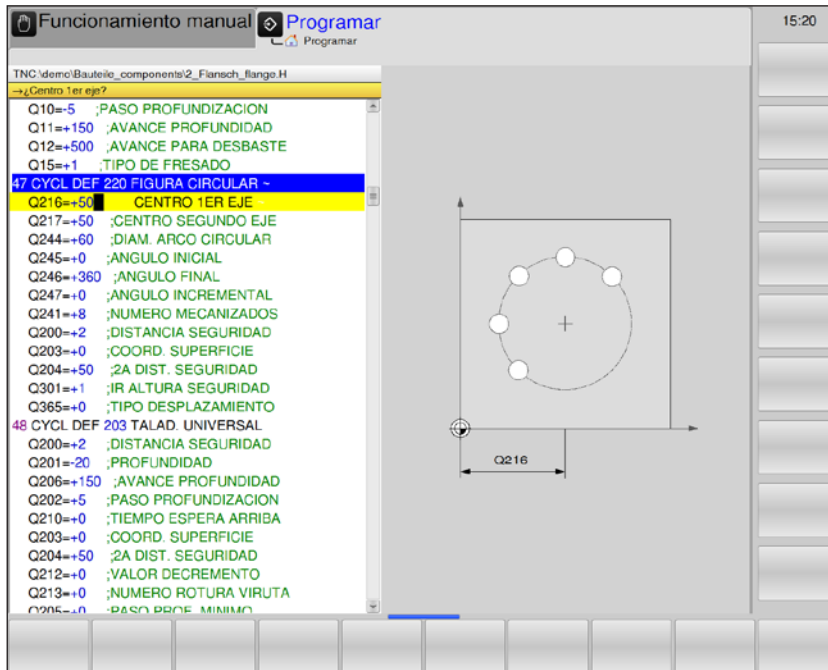 Funcionamiento manual
Programar
Programar
15:20
TNC:\demo\Bauteile_components\2_Flansch_flange.H
→¿Centro 1er eje?
Q10=-5 ;PASO PROFUNDIZACION
Q11=+150 ;AVANCE PROFUNDIDAD
Q12=+500 ;AVANCE PARA DESBASTE
Q15=+1 ;TIPO DE FRESADO
47 CYCL DEF 220 FIGURA CIRCULAR ~
Q216=+50 CENTRO 1ER EJE ~
Q217=+50 ;CENTRO SEGUNDO EJE
Q244=+60 ;DIAM. ARCO CIRCULAR
Q245=+0 ;ANGULO INICIAL
Q246=+360 ;ANGULO FINAL
Q247=+0 ;ANGULO INCREMENTAL
Q241=+8 ;NUMERO MECANIZADOS
Q200=+2 ;DISTANCIA SEGURIDAD
Q203=+0 ;COORD. SUPERFICIE
Q204=+50 ;2A DIST. SEGURIDAD
Q301=+1 ;IR ALTURA SEGURIDAD
Q365=+0 ;TIPO DESPLAZAMIENTO
48 CYCL DEF 203 TALAD. UNIVERSAL
Q200=+2 ;DISTANCIA SEGURIDAD
Q201=-20 ;PROFUNDIDAD
Q206=+150 ;AVANCE PROFUNDIDAD
Q202=+5 ;PASO PROFUNDIZACION
Q210=+0 ;TIEMPO ESPERA ARRIBA
Q203=+0 ;COORD. SUPERFICIE
Q204=+50 ;2A DIST. SEGURIDAD
Q212=+0 ;VALOR DECREMENTO
Q213=+0 ;NUMERO ROTURA VIRUTA
Q205=+0 ;PASO PROF. MINIMO
Q216